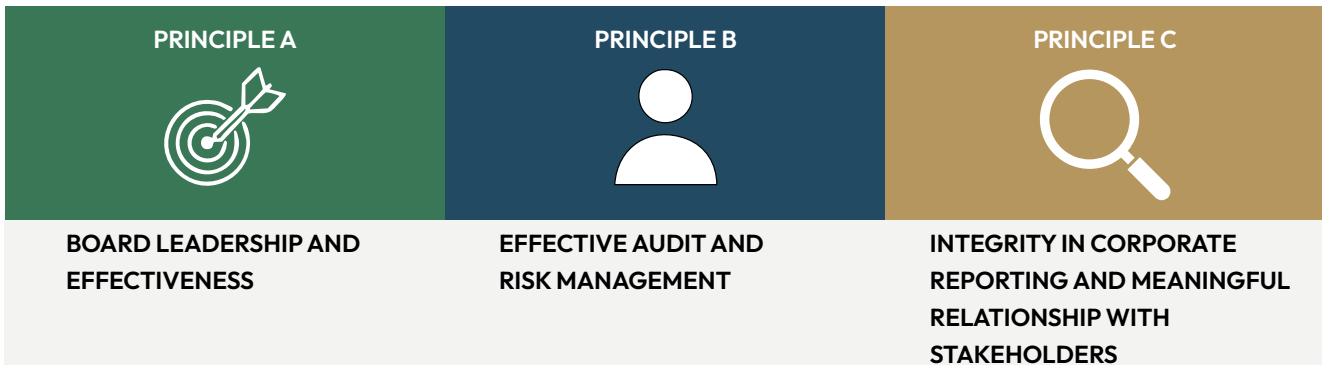 PRINCIPLE A
BOARD LEADERSHIP AND
EFFECTIVENESS
PRINCIPLE B
EFFECTIVE AUDIT AND
RISK MANAGEMENT
PRINCIPLE C
INTEGRITY IN CORPORATE
REPORTING AND MEANINGFUL
RELATIONSHIP WITH
STAKEHOLDERS